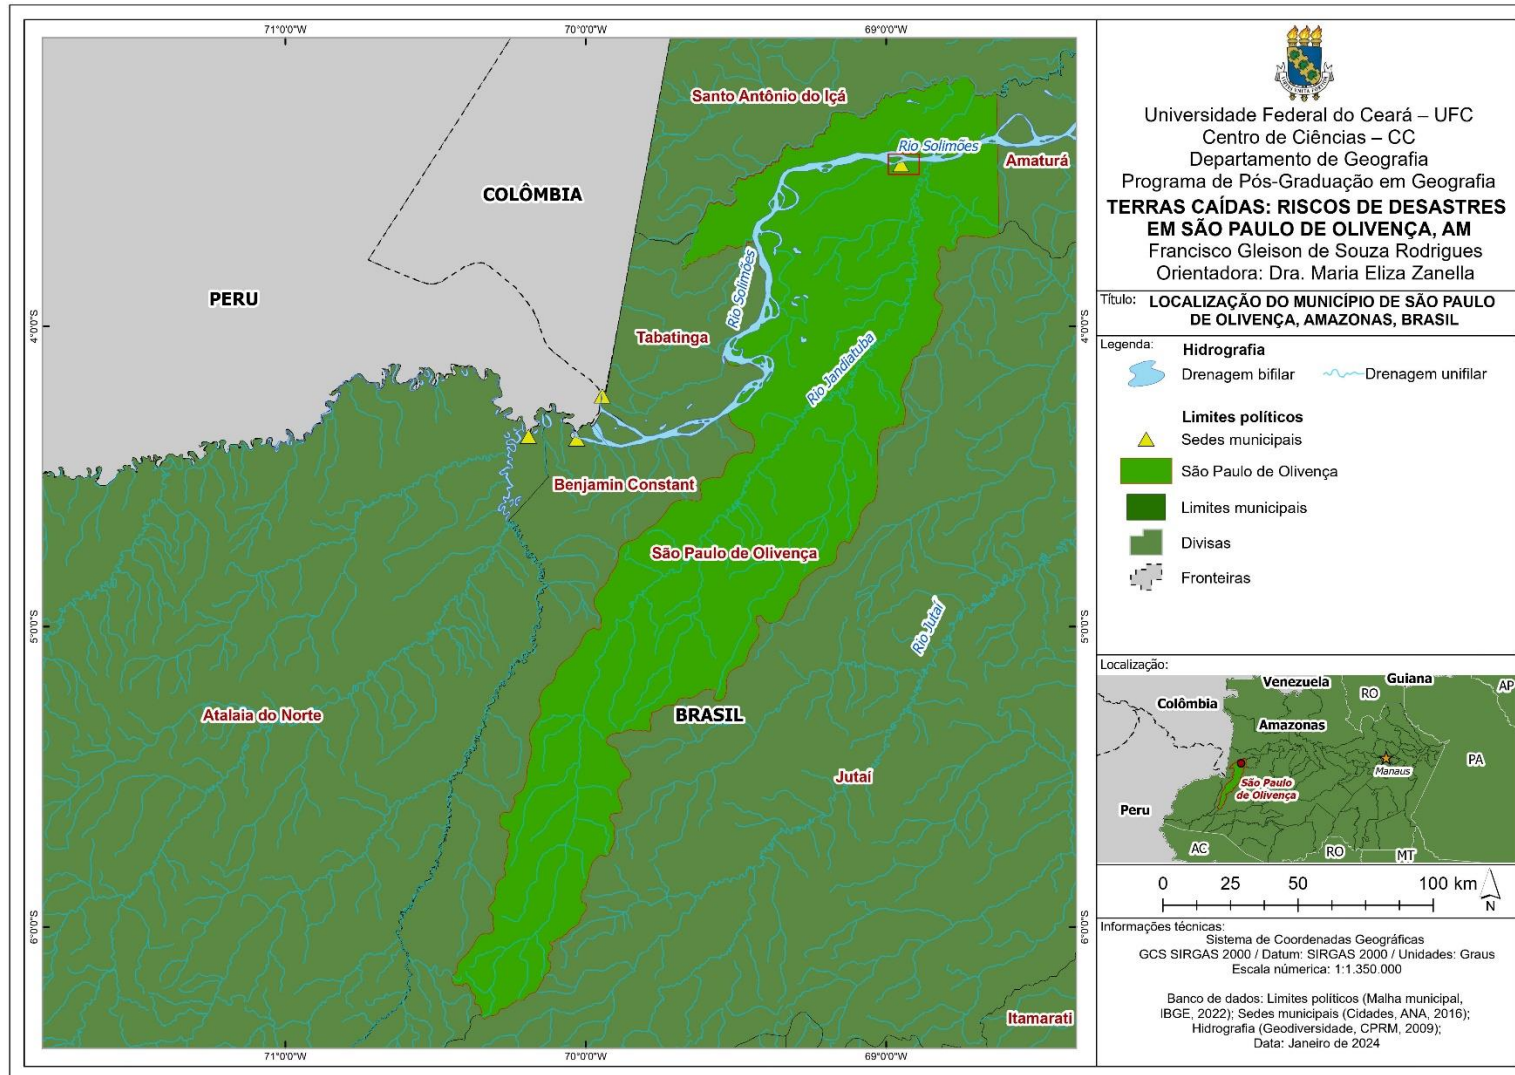 71°0'0"W
70°0'0"W
69°0'0"W
Santo Antônio do Içá
Rio Solimões
Amaturá
COLÔMBIA
PERU
Rio Solimões
Tabatinga
Rio Jandiatuba
4°0'0"S
4°0'0"S
Benjamin Constant
São Paulo de Olivença
5°0'0"S
5°0'0"S
Rio Jutaí
Atalaia do Norte
BRASIL
Jutaí
6°0'0"S
6°0'0"S
Itamarati
71°0'0"W
70°0'0"W
69°0'0"W
Universidade Federal do Ceará – UFC
Centro de Ciências – CC
Departamento de Geografia
Programa de Pós-Graduação em Geografia
TERRAS CAÍDAS: RISCOS DE DESASTRES
EM SÃO PAULO DE OLIVENÇA, AM
Francisco Gleison de Souza Rodrigues
Orientadora: Dra. Maria Eliza Zanella
Título: LOCALIZAÇÃO DO MUNICÍPIO DE SÃO PAULO
DE OLIVENÇA, AMAZONAS, BRASIL
Legenda:
Hidrografia
Drenagem bifilar
Drenagem unifilar
Limites políticos
Sedes municipais
São Paulo de Olivença
Limites municipais
Divisas
Fronteiras
Localização:
Venezuela
Guiana
RO
AP
Colômbia
Amazonas
PA
Manaus
São Paulo
de Olivença
Peru
AC
RO
MT
0 25 50 100 km
N
Informações técnicas:
Sistema de Coordenadas Geográficas
GCS SIRGAS 2000 / Datum: SIRGAS 2000 / Unidades: Graus
Escala númerica: 1:1.350.000
Banco de dados: Limites políticos (Malha municipal,
IBGE, 2022); Sedes municipais (Cidades, ANA, 2016);
Hidrografia (Geodiversidade, CPRM, 2009);
Data: Janeiro de 2024